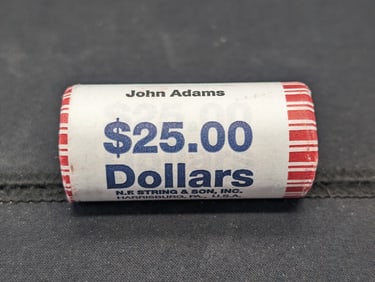 John Adams
$25.00
Dollars
N.F. STRING & SON, INC.
HARRISBURG, PA., U.S.A.